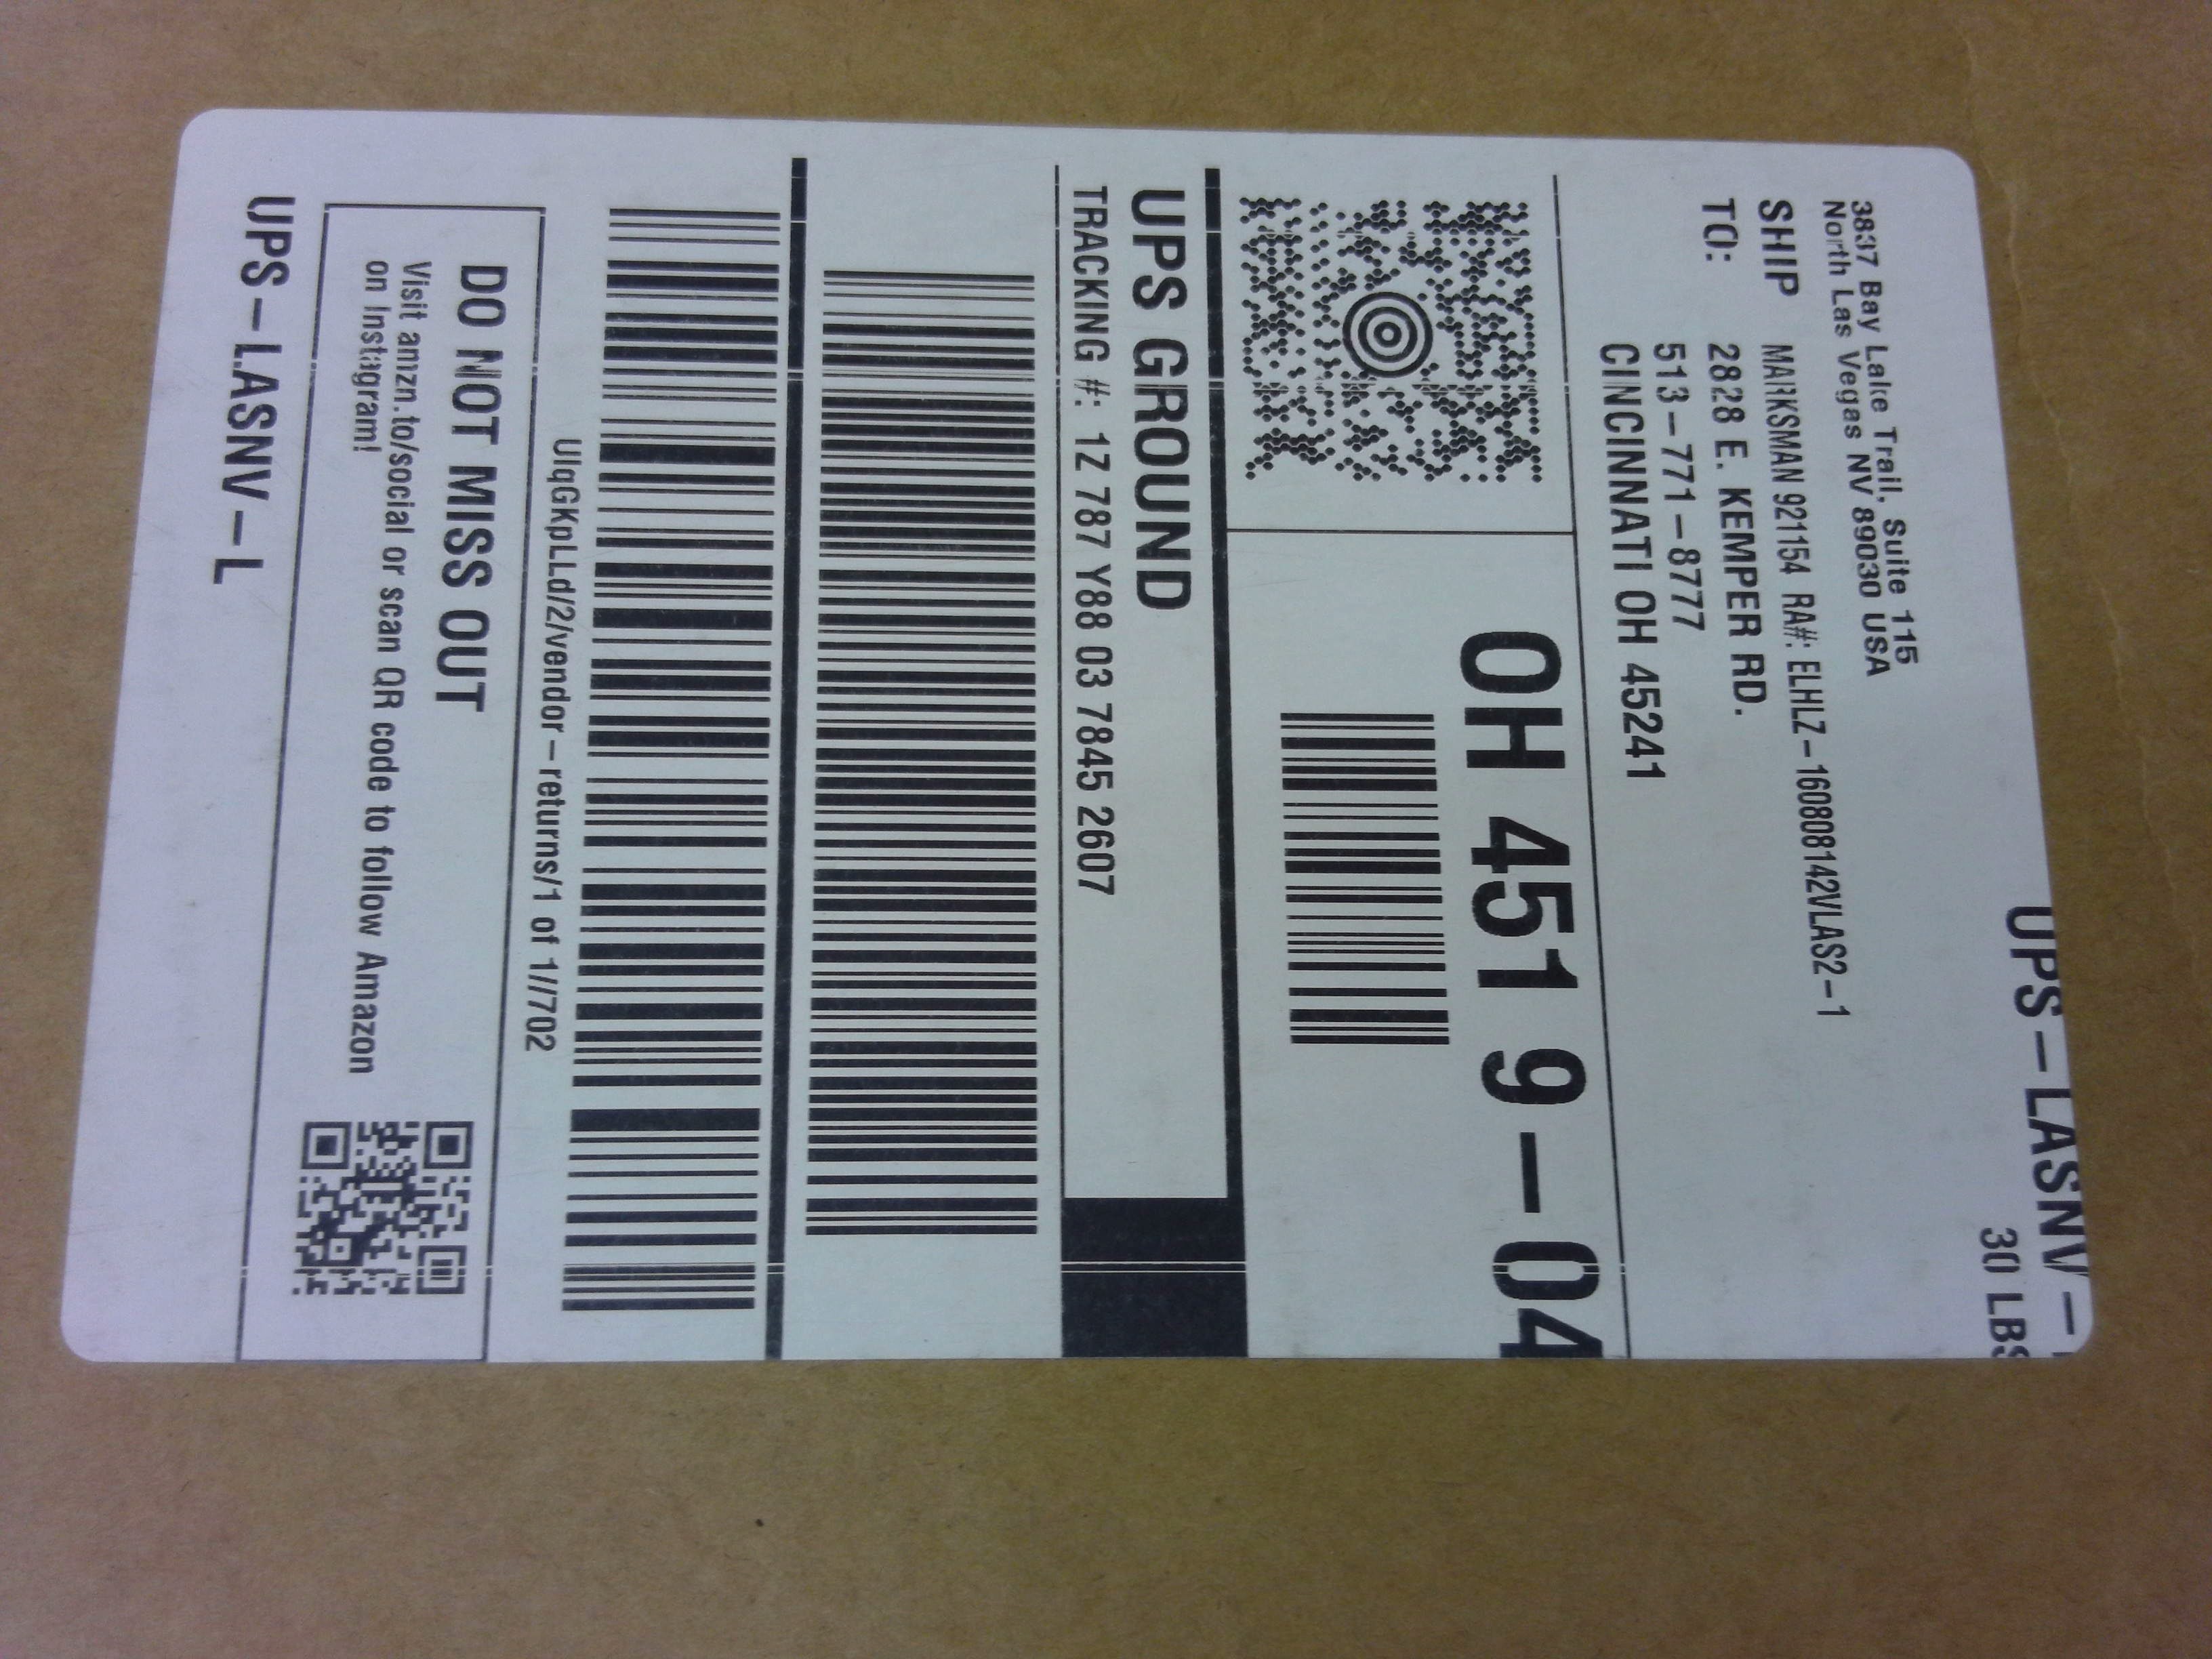 UPS-LASNV-
30 LBS
3837 Bay Lake Trail, Suite 115
North Las Vegas NV 89030 USA
SHIP MARKSMAN 921154 RA#: ELHLZ-160808142VLAS2-1
TO: 2828 E. KEMPER RD.
513-771-8777
CINCINNATI OH 45241
OH 451 9-04
UPS GROUND
TRACKING #: 1Z 787 Y88 03 7845 2607
UlqGKpLLd/2/vendor-returns/1 of 1//702
DO NOT MISS OUT
Visit amzn.to/social or scan QR code to follow Amazon
on Instagram!
UPS-LASNV-L